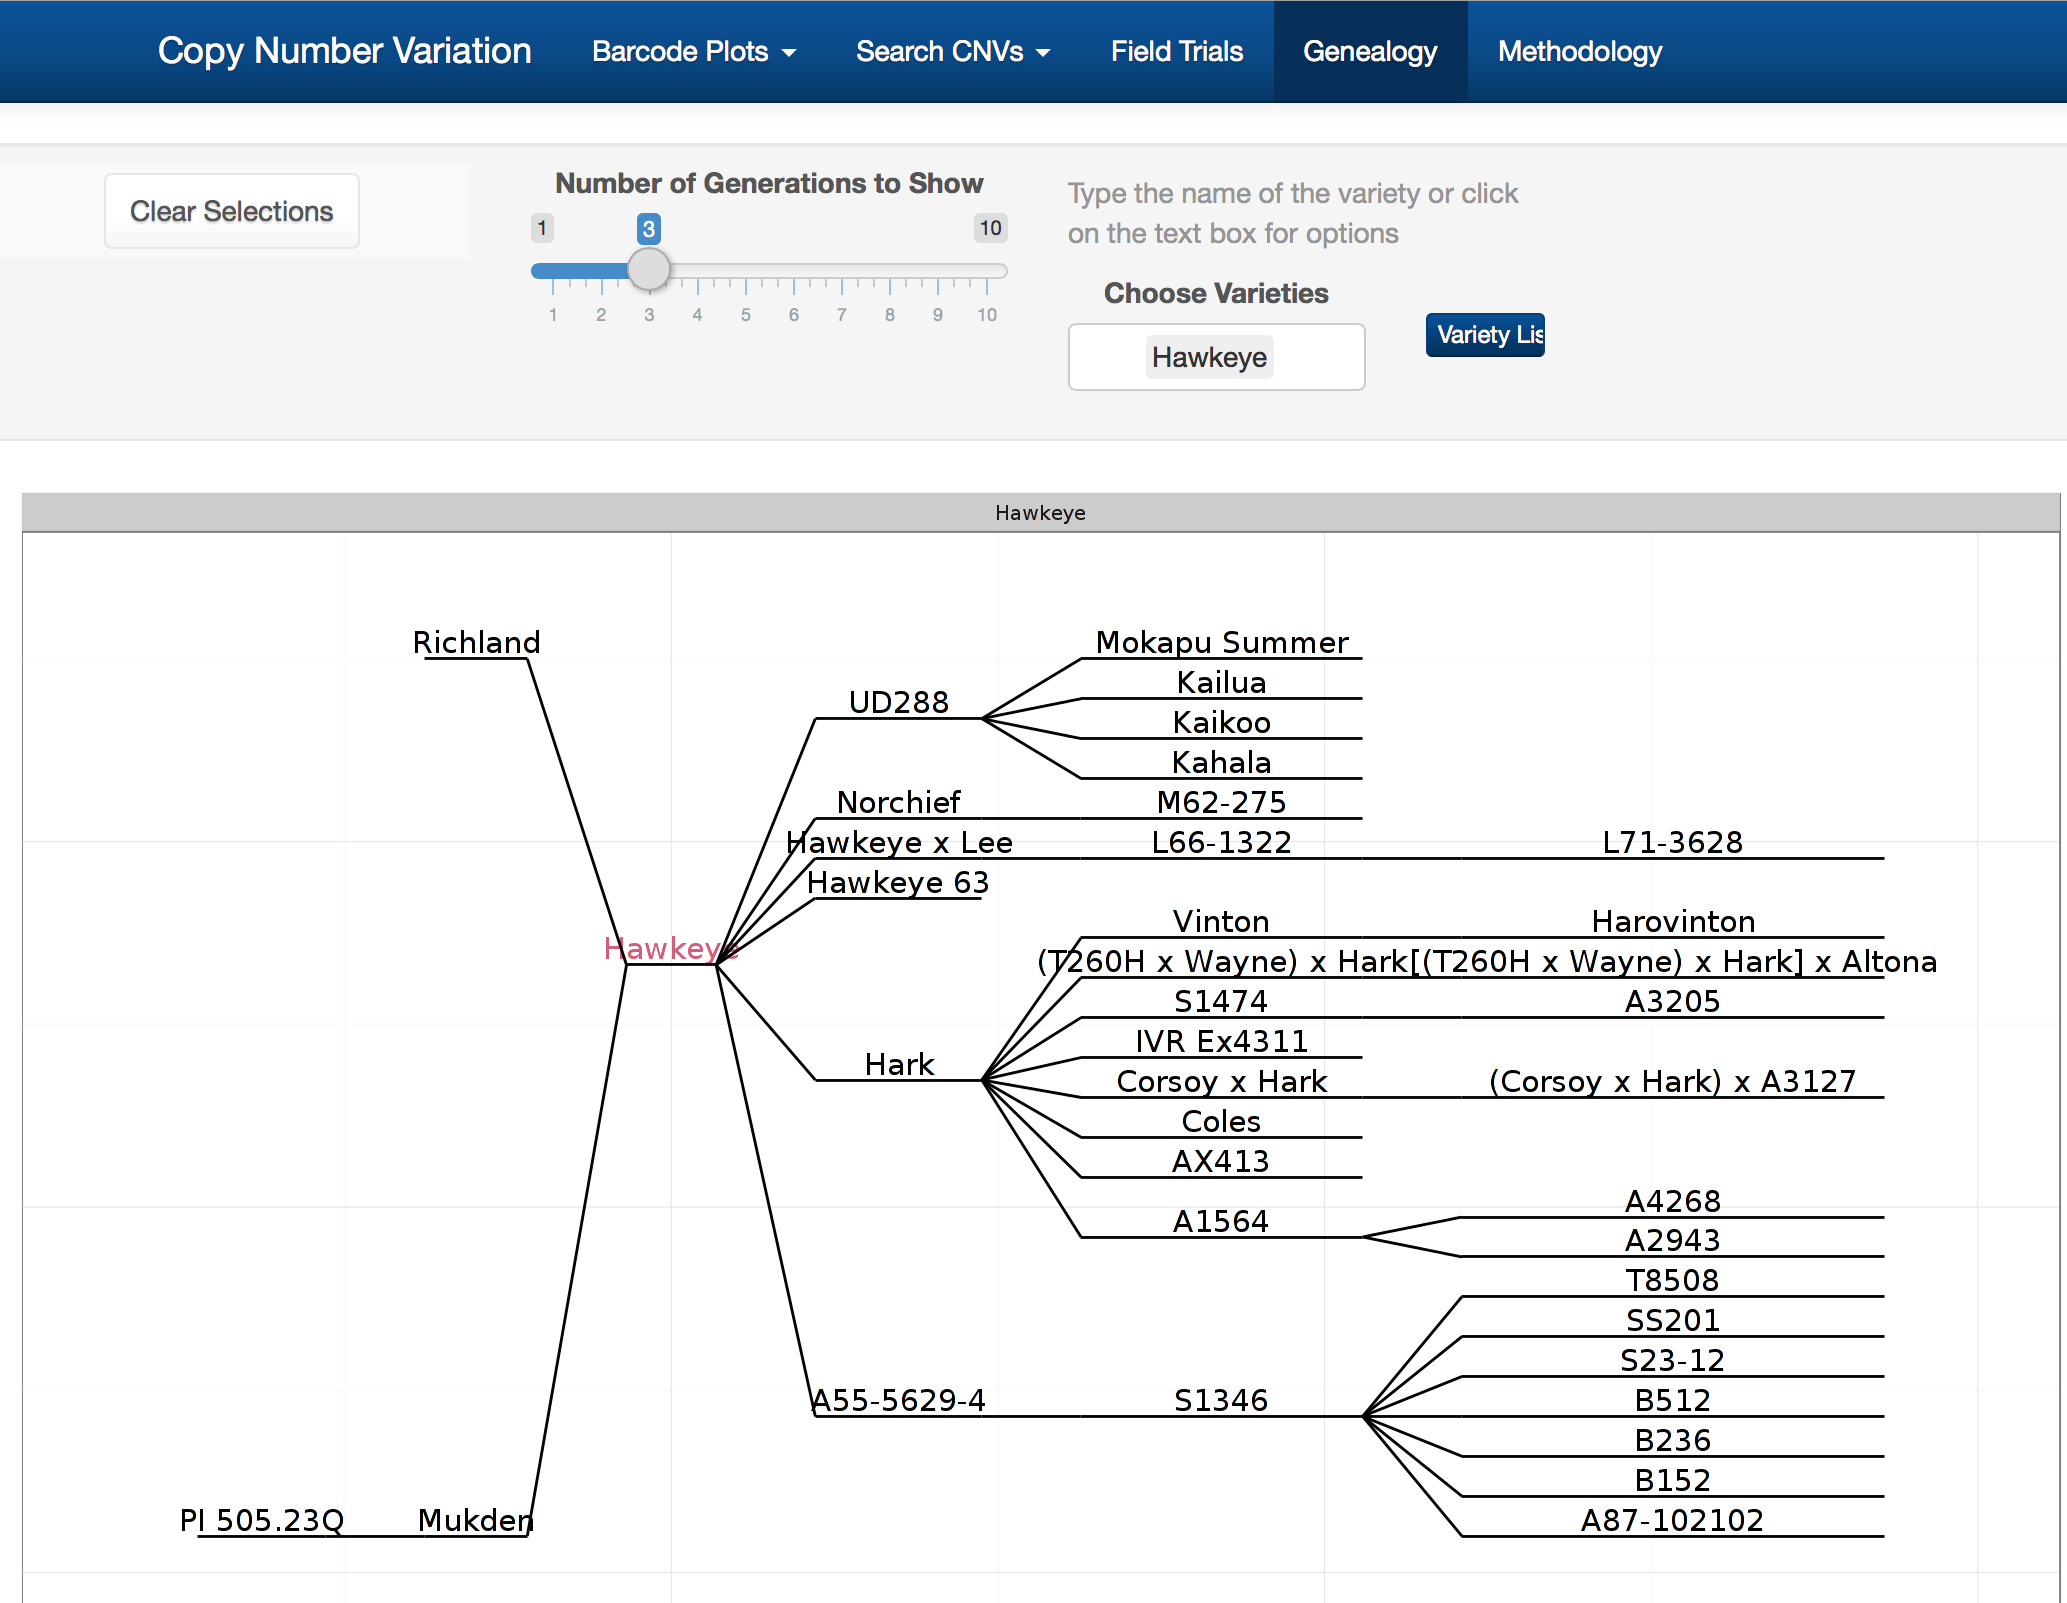 Copy Number Variation Barcode Plots Search CNVs Field Trials Genealogy Methodology
Clear Selections
Number of Generations to Show
1 3 10
1 2 3 4 5 6 7 8 9 10
Type the name of the variety or click
on the text box for options
Choose Varieties
Hawkeye
Variety Lis
Hawkeye
Richland Mokapu Summer
Kailua
UD288
Kaikoo
Kahala
Norchief M62-275
Hawkeye x Lee L66-1322 L71-3628
Hawkeye 63
Vinton Harovinton
Hawkeye
(T260H x Wayne) x Hark [(T260H x Wayne) x Hark] x Altona
S1474 A3205
IVR Ex4311
Hark
Corsoy x Hark (Corsoy x Hark) x A3127
Coles
AX413
A4268
A1564
A2943
T8508
SS201
S23-12
A55-5629-4 S1346 B512
B236
B152
PI 505.23Q Mukden A87-102102